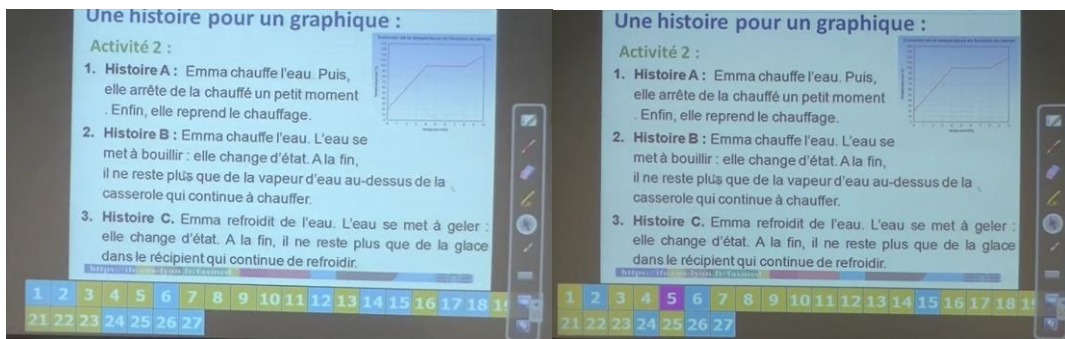 Une histoire pour un graphique :
Activité 2 :
1. Histoire A : Emma chauffe l'eau. Puis,
elle arrête de la chauffé un petit moment
. Enfin, elle reprend le chauffage.
2. Histoire B : Emma chauffe l'eau. L'eau se
met à bouillir : elle change d'état. A la fin,
il ne reste plus que de la vapeur d'eau au-dessus de la
casserole qui continue à chauffer.
3. Histoire C. Emma refroidit de l'eau. L'eau se met à geler :
elle change d'état. A la fin, il ne reste plus que de la glace
dans le récipient qui continue de refroidir.
1 2 3 4 5 6 7 8 9 10 11 12 13 14 15 16 17 18 19
21 22 23 24 25 26 27
Une histoire pour un graphique :
Activité 2 :
1. Histoire A : Emma chauffe l'eau. Puis,
elle arrête de la chauffé un petit moment
. Enfin, elle reprend le chauffage.
2. Histoire B : Emma chauffe l'eau. L'eau se
met à bouillir : elle change d'état. A la fin,
il ne reste plus que de la vapeur d'eau au-dessus de la
casserole qui continue à chauffer.
3. Histoire C. Emma refroidit de l'eau. L'eau se met à geler :
elle change d'état. A la fin, il ne reste plus que de la glace
dans le récipient qui continue de refroidir.
1 2 3 4 5 6 7 8 9 10 11 12 13 14 15 16 17 18
21 22 23 24 25 26 27